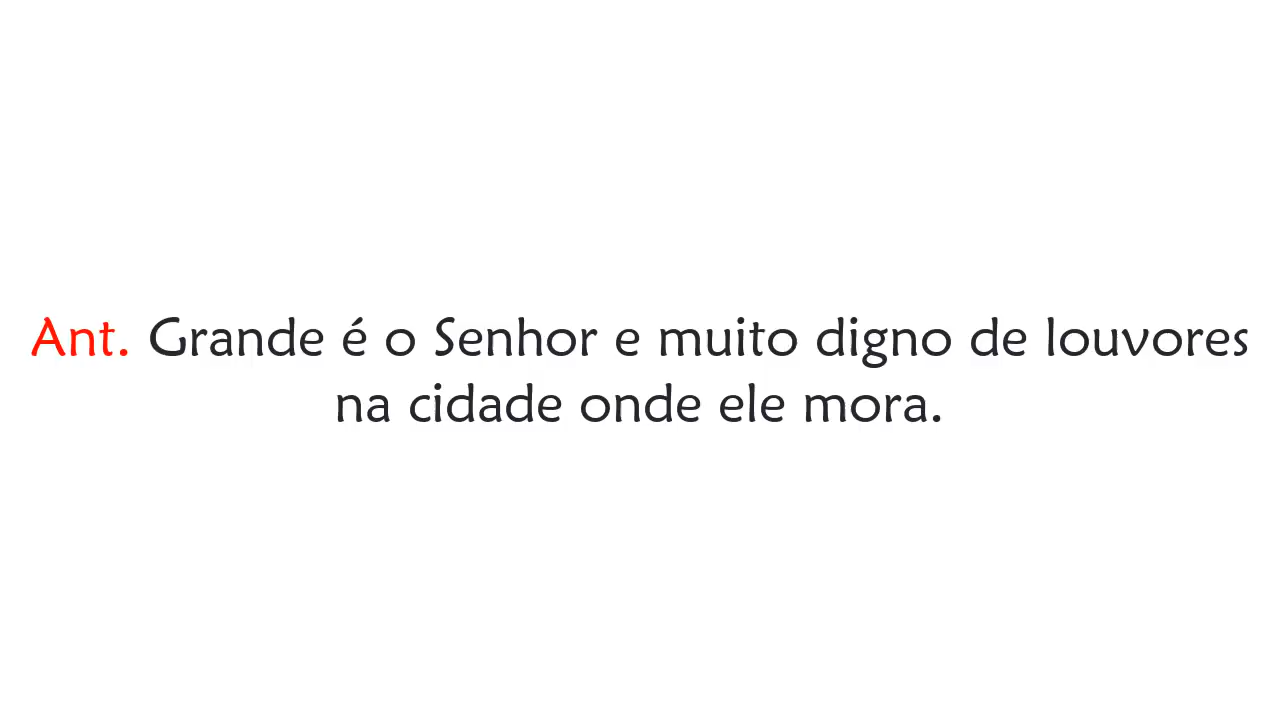 Ant. Grande é o Senhor e muito digno de louvores
na cidade onde ele mora.